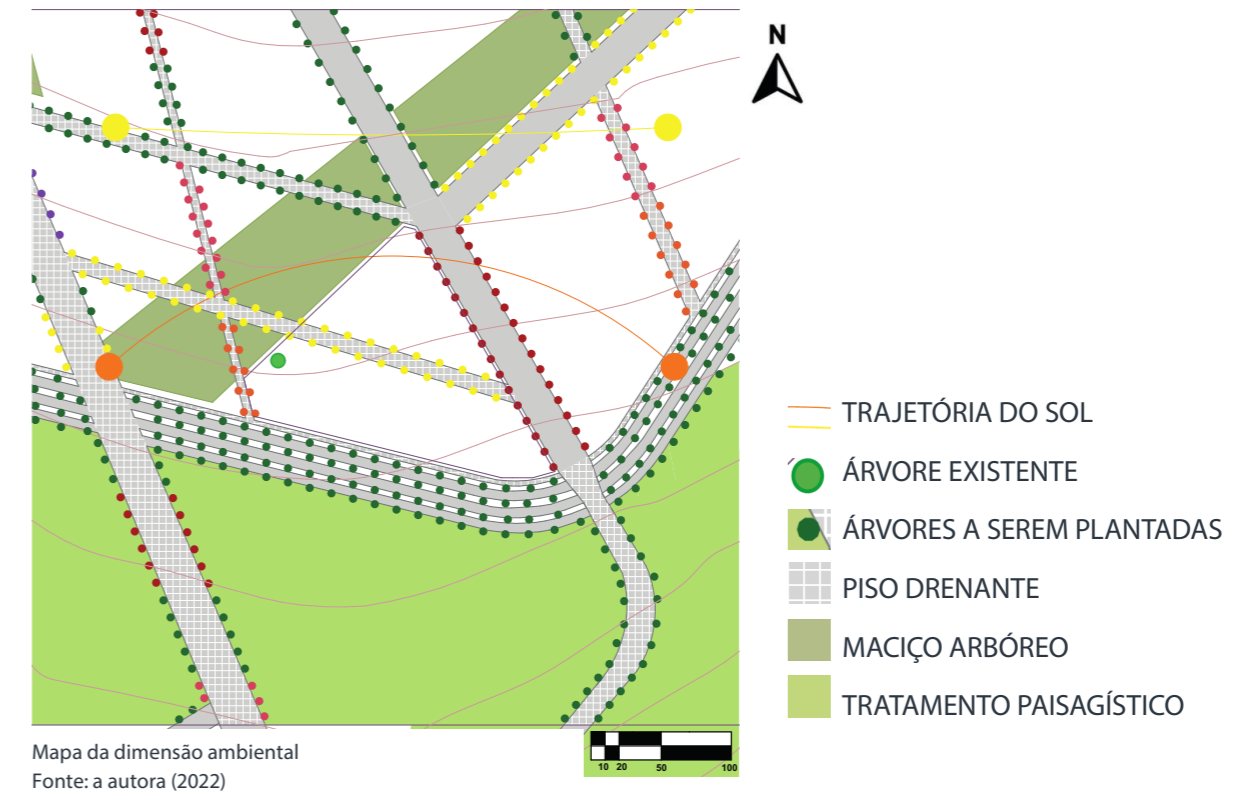 N
TRAJETÓRIA DO SOL
ÁRVORE EXISTENTE
ÁRVORES A SEREM PLANTADAS
PISO DRENANTE
MACIÇO ARBÓREO
TRATAMENTO PAISAGÍSTICO
10 20 50 100
Mapa da dimensão ambiental
Fonte: a autora (2022)